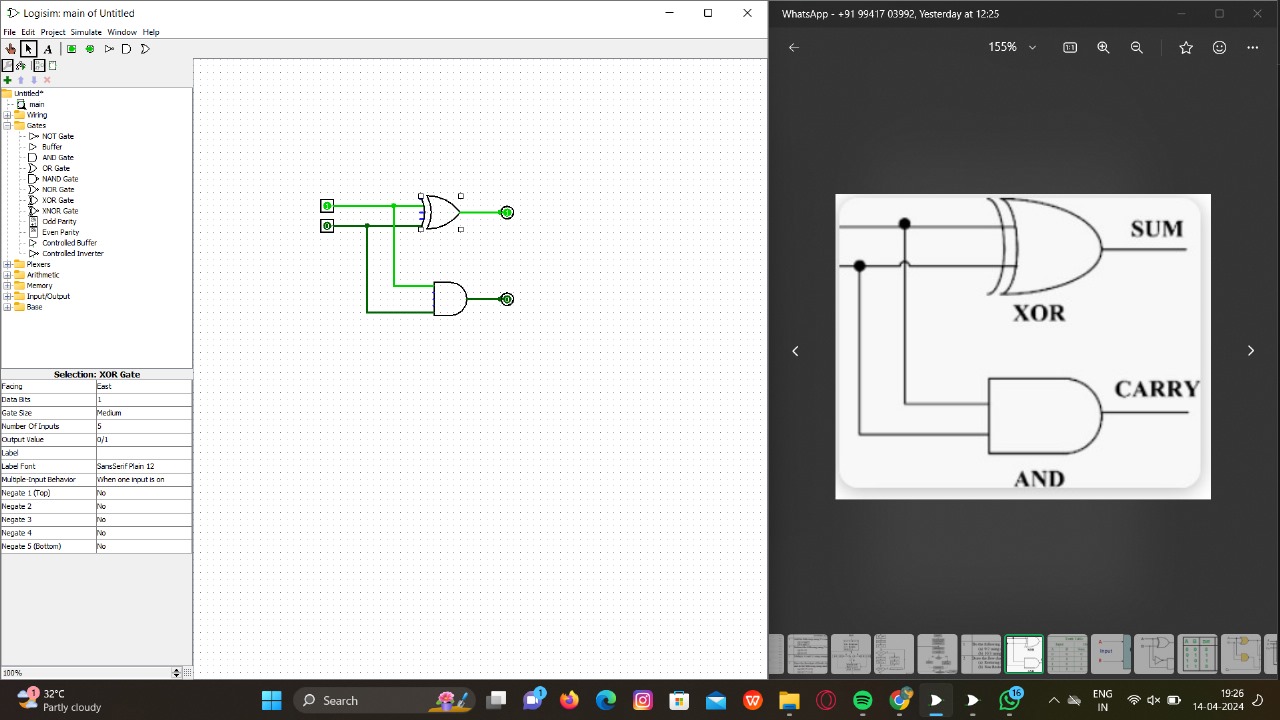 Logisim: main of Untitled
File Edit Project Simulate Window Help
A
Untitled*
main
Wiring
Gates
NOT Gate
Buffer
AND Gate
OR Gate
NAND Gate
NOR Gate
XOR Gate
XNOR Gate
Odd Parity
Even Parity
Controlled Buffer
Controlled Inverter
Plexers
Arithmetic
Memory
Input/Output
Base
Selection: XOR Gate
Facing East
Data Bits 1
Gate Size Medium
Number Of Inputs 5
Output Value 0/1
Label
Label Font SansSerif Plain 12
Multiple-Input Behavior When one input is on
Negate 1 (Top) No
Negate 2 No
Negate 3 No
Negate 4 No
Negate 5 (Bottom) No
100%
1
0
1
0
WhatsApp - +91 99417 03992, Yesterday at 12:25
155%
1:1
SUM
XOR
CARRY
AND
1
32°C
Partly cloudy
Search
1
16
ENG
IN
19:26
14-04-2024